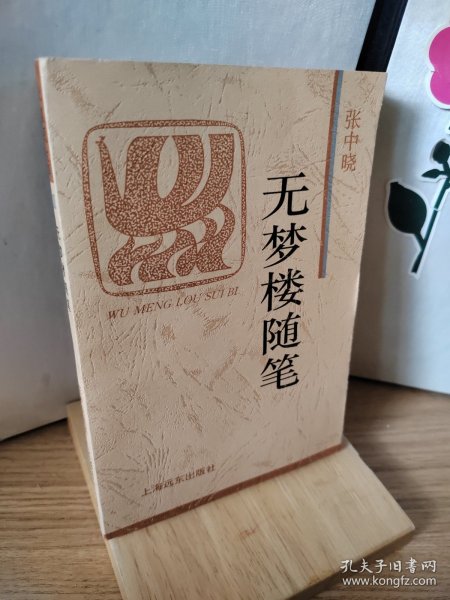 张中晓
无梦楼随笔
WU MENG LOU SUI BI
上海远东出版社
孔夫子旧书网
www.kongfz.com